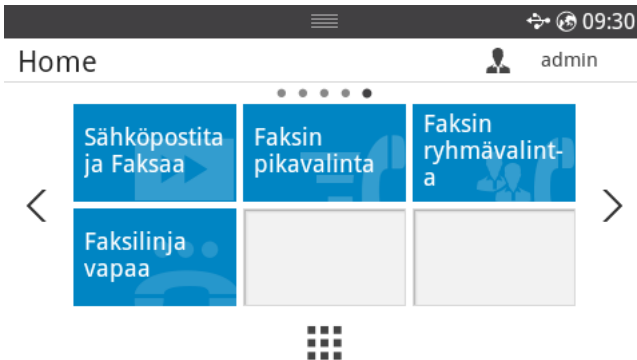 09:30
Home
admin
Sähköpostita
ja Faksaa
Faksin
pikavalinta
Faksin
ryhmävalint-
a
Faksilinja
vapaa